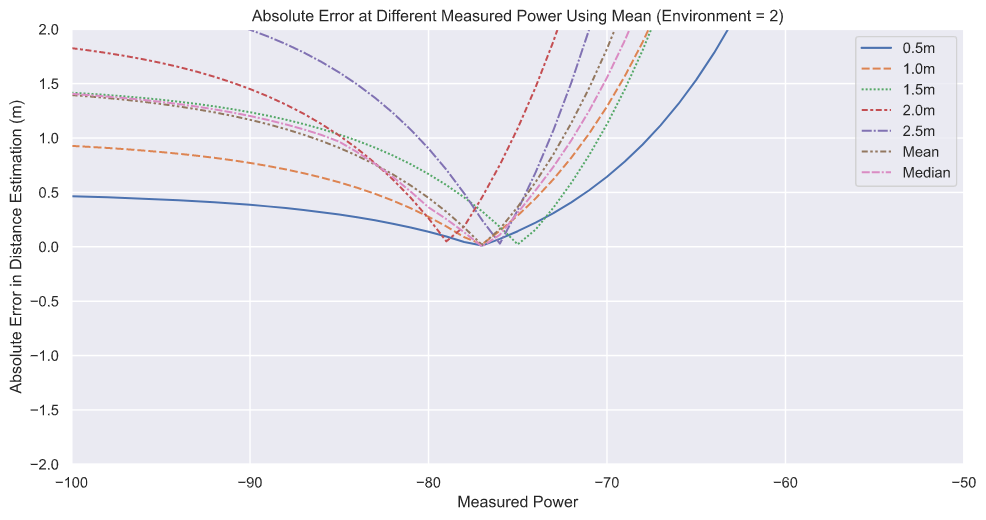 Absolute Error at Different Measured Power Using Mean (Environment = 2)
2.0
1.5
1.0
0.5
0.0
−0.5
−1.0
−1.5
−2.0
Absolute Error in Distance Estimation (m)
0.5m
1.0m
1.5m
2.0m
2.5m
Mean
Median
−100
−90
−80
−70
−60
−50
Measured Power